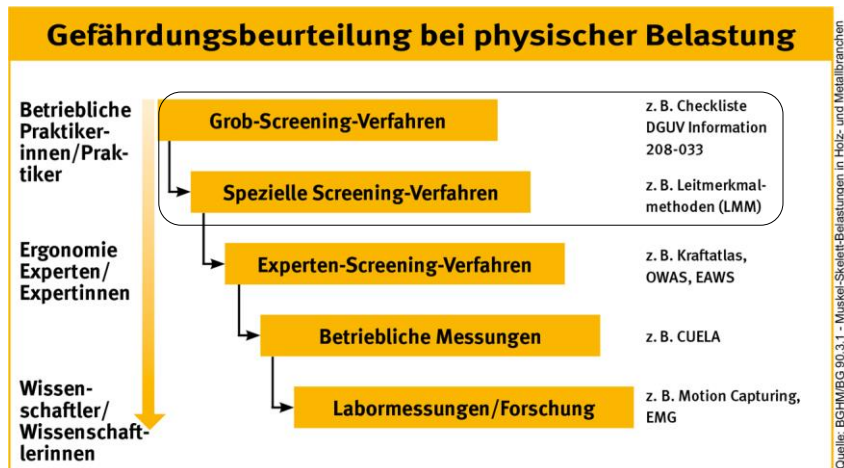 Gefährdungsbeurteilung bei physischer Belastung
Betriebliche
Praktiker-
innen/Prak-
tiker
Grob-Screening-Verfahren
z. B. Checkliste
DGUV Information
208-033
Spezielle Screening-Verfahren
z. B. Leitmerkmal-
methoden (LMM)
Ergonomie
Experten/
Expertinnen
Experten-Screening-Verfahren
z. B. Kraftatlas,
OWAS, EAWS
Betriebliche Messungen
z. B. CUELA
Wissen-
schaftler/
Wissenschaft-
lerinnen
Labormessungen/Forschung
z. B. Motion Capturing,
EMG
Quelle: BGHM/BG 90.3.1 - Muskel-Skelett-Belastungen in Holz- und Metallbranchen